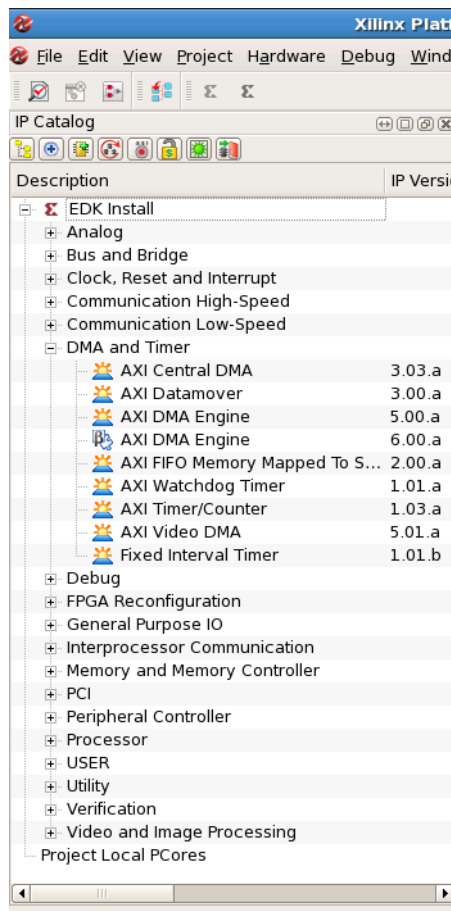 Xilinx Platf
File Edit View Project Hardware Debug Wind
IP Catalog
Description IP Versi
EDK Install
Analog
Bus and Bridge
Clock, Reset and Interrupt
Communication High-Speed
Communication Low-Speed
DMA and Timer
AXI Central DMA 3.03.a
AXI Datamover 3.00.a
AXI DMA Engine 5.00.a
AXI DMA Engine 6.00.a
AXI FIFO Memory Mapped To S... 2.00.a
AXI Watchdog Timer 1.01.a
AXI Timer/Counter 1.03.a
AXI Video DMA 5.01.a
Fixed Interval Timer 1.01.b
Debug
FPGA Reconfiguration
General Purpose IO
Interprocessor Communication
Memory and Memory Controller
PCI
Peripheral Controller
Processor
USER
Utility
Verification
Video and Image Processing
Project Local PCores